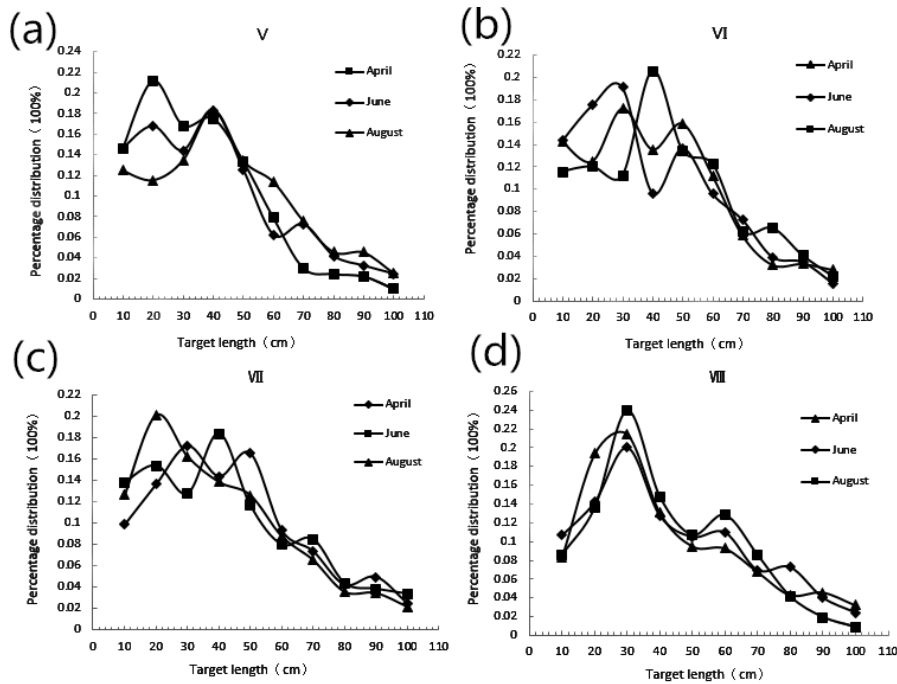 (a)
V
0.24
0.22
0.2
0.18
0.16
0.14
0.12
0.1
0.08
0.06
0.04
0.02
0
Percentage distribution（100%）
April
June
August
0 10 20 30 40 50 60 70 80 90 100 110
Target length（cm）
(b)
Ⅵ
0.24
0.22
0.2
0.18
0.16
0.14
0.12
0.1
0.08
0.06
0.04
0.02
0
Percentage distribution（100%）
April
June
August
0 10 20 30 40 50 60 70 80 90 100 110
Target length（cm）
(c)
Ⅶ
0.22
0.2
0.18
0.16
0.14
0.12
0.1
0.08
0.06
0.04
0.02
0
Percentage distribution（100%）
April
June
August
0 10 20 30 40 50 60 70 80 90 100 110
Target length（cm）
(d)
Ⅷ
0.26
0.24
0.22
0.2
0.18
0.16
0.14
0.12
0.1
0.08
0.06
0.04
0.02
0
Percentage distribution（100%）
April
June
August
0 10 20 30 40 50 60 70 80 90 100 110
Target length（cm）